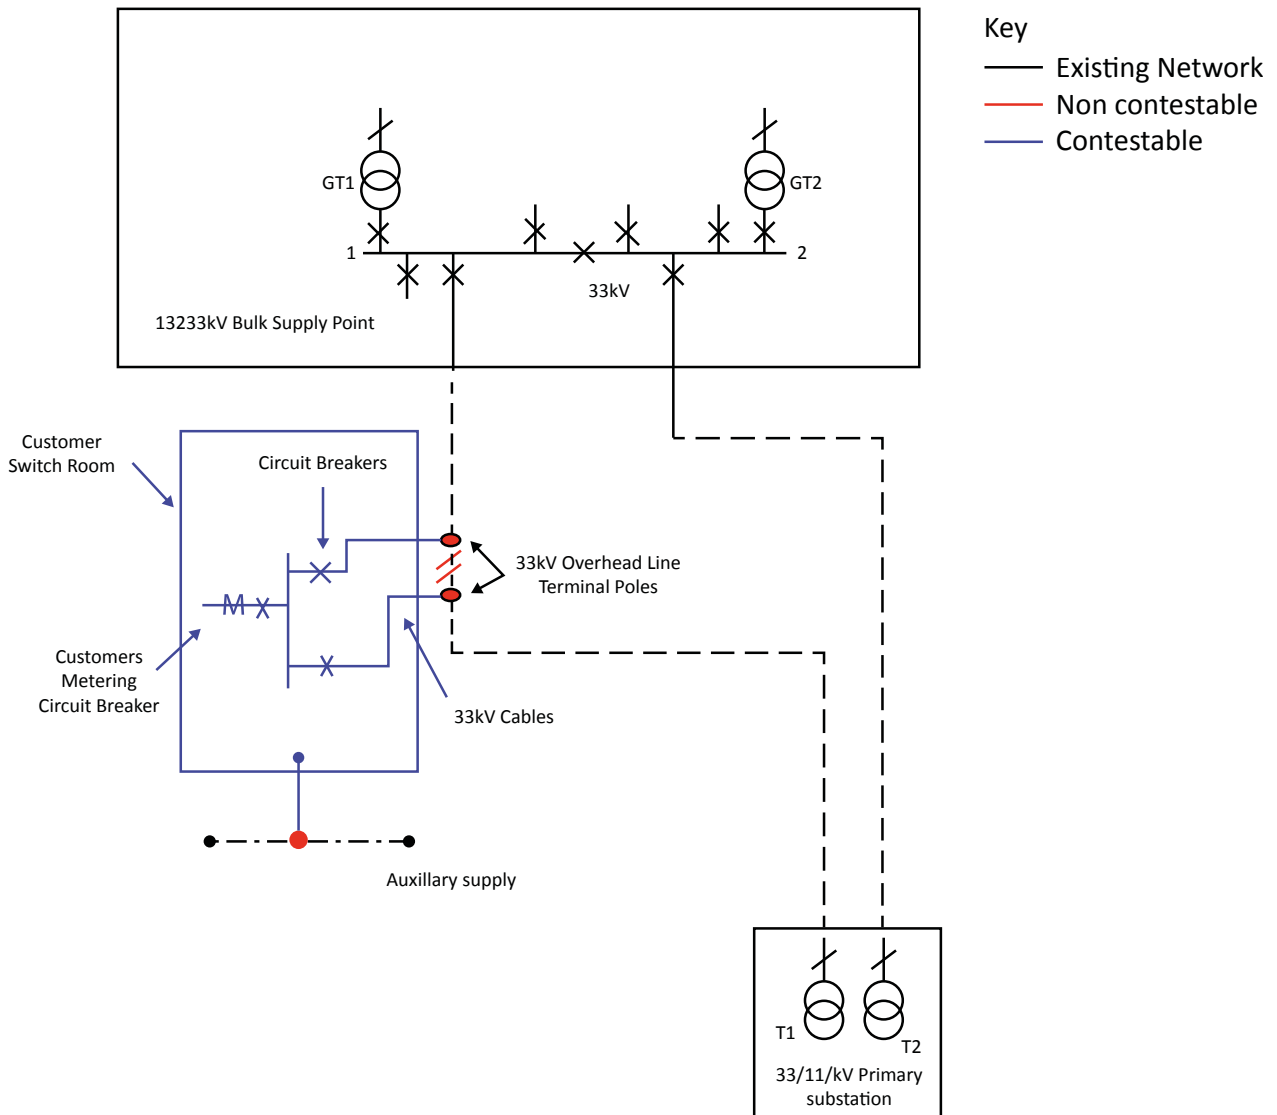 Key
Existing Network
Non contestable
Contestable
GT1
GT2
1
2
33kV
13233kV Bulk Supply Point
Customer
Switch Room
Circuit Breakers
33kV Overhead Line
Terminal Poles
Customers
Metering
Circuit Breaker
33kV Cables
Auxillary supply
T1
T2
33/11/kV Primary
substation